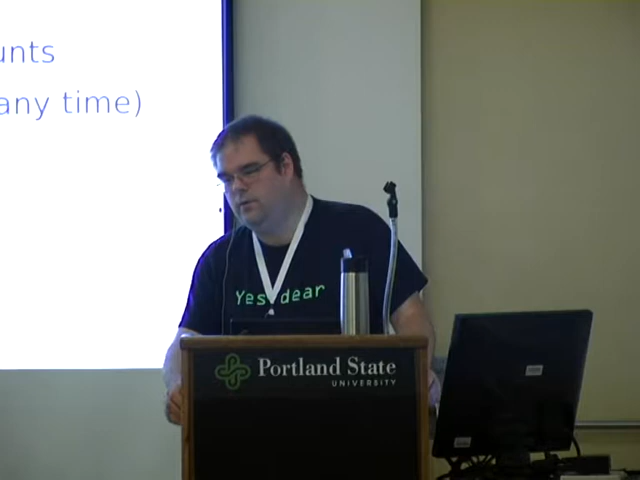 unts
any time)
Yes dear
Portland State
UNIVERSITY